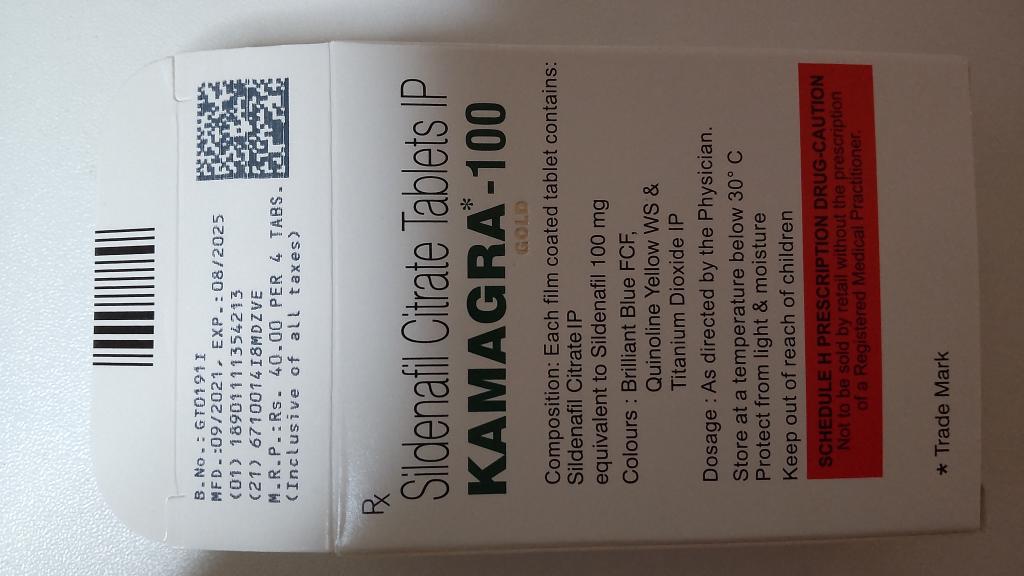 B.No.:GT0191I
MFD.:09/2021, EXP.:08/2025
(01) 18901111354213
(21) 671001418MDZIVE
M.R.P.:Rs. 40.00 PER 4 TABS.
(Inclusive of all taxes)
Rx
Sildenafil Citrate Tablets IP
KAMAGRA*-100
GOLD
Composition: Each film coated tablet contains:
Sildenafil Citrate IP
equivalent to Sildenafil 100 mg
Colours : Brilliant Blue FCF,
Quinoline Yellow WS &
Titanium Dioxide IP
Dosage : As directed by the Physician.
Store at a temperature below 30° C
Protect from light & moisture
Keep out of reach of children
SCHEDULE H PRESCRIPTION DRUG-CAUTION
Not to be sold by retail without the prescription
of a Registered Medical Practitioner.
* Trade Mark